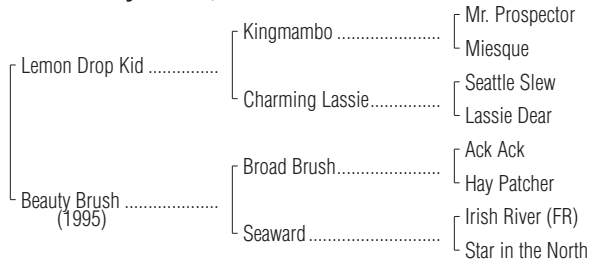 Mr. Prospector
Kingmambo ....................
Miesque
Lemon Drop Kid ..............
Seattle Slew
Charming Lassie..............
Lassie Dear
Ack Ack
Broad Brush....................
Hay Patcher
Beauty Brush ..................
(1995)
Irish River (FR)
Seaward .........................
Star in the North